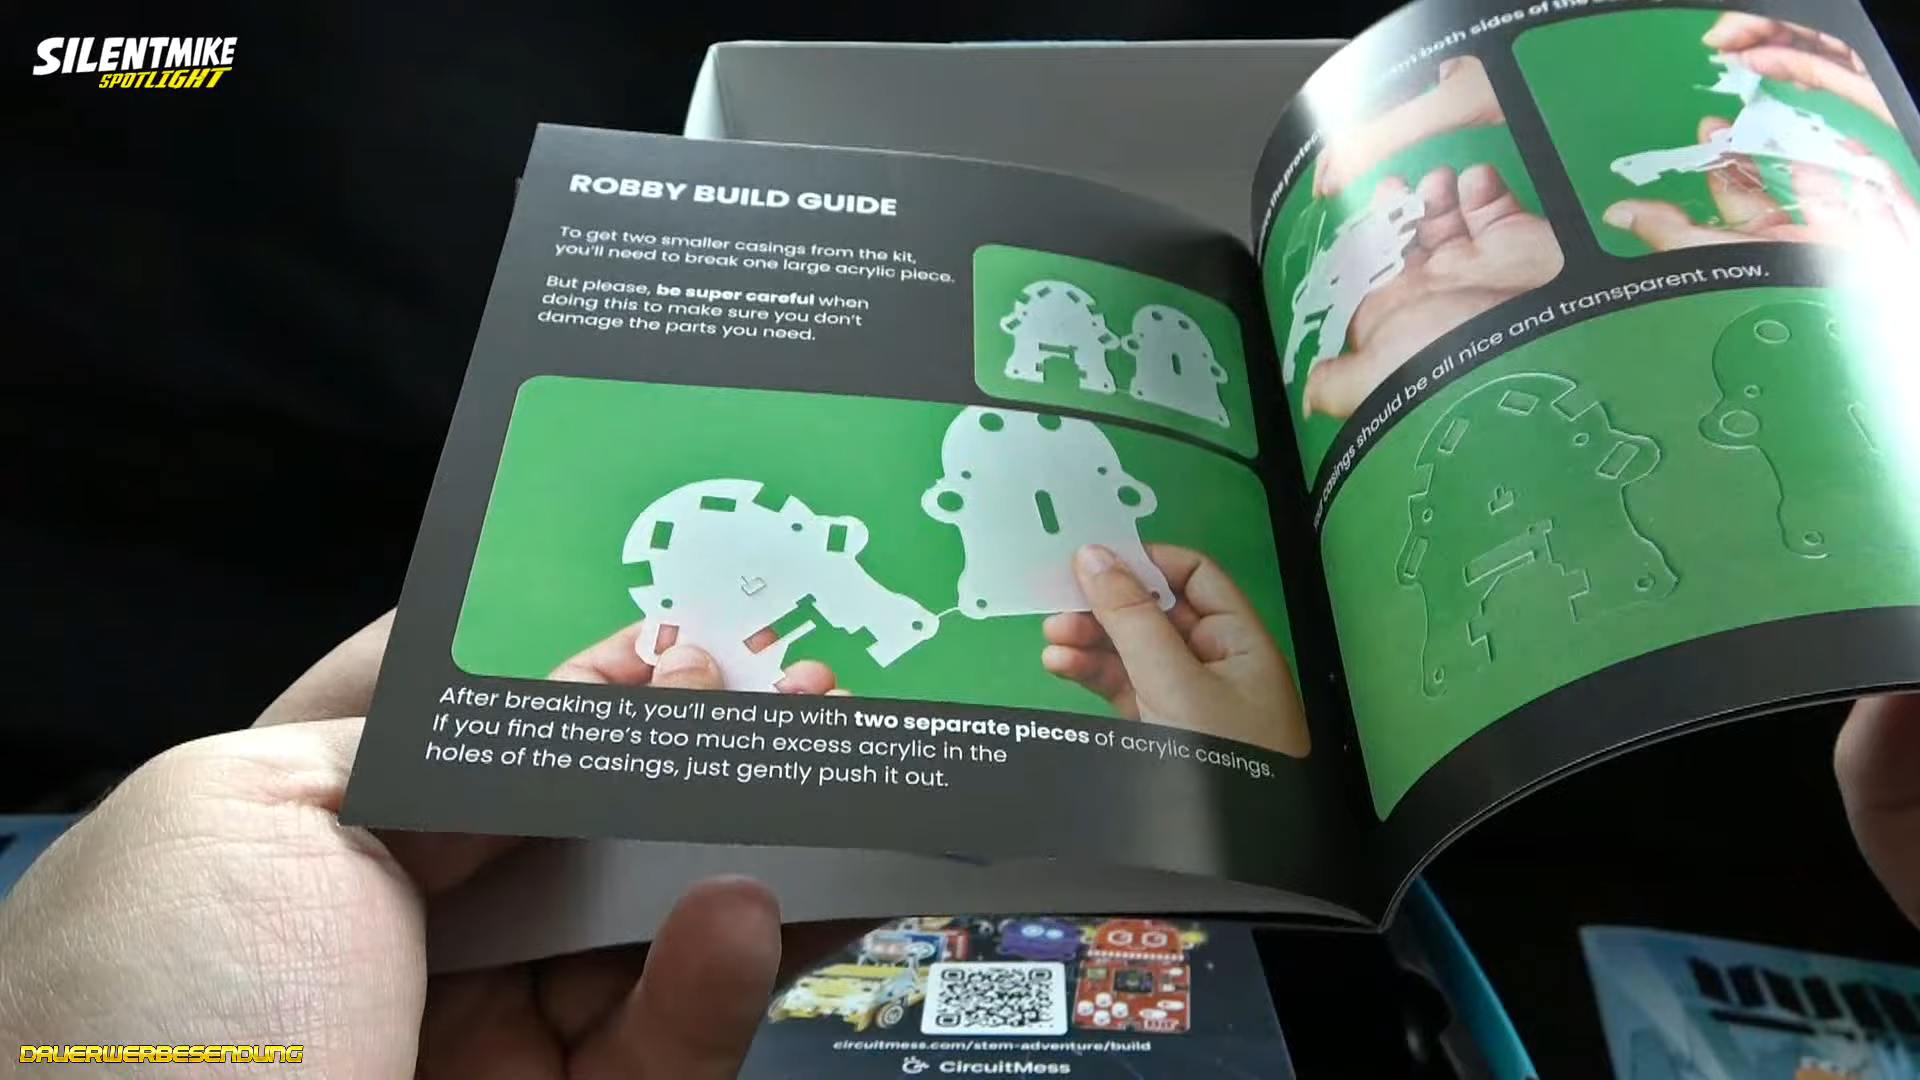 SILENTMIKE
SPOTLIGHT
ROBBY BUILD GUIDE
To get two smaller casings from the kit,
you'll need to break one large acrylic piece.
But please, be super careful when
doing this to make sure you don't
damage the parts you need.
After breaking it, you'll end up with two separate pieces of acrylic casings.
If you find there's too much excess acrylic in the
holes of the casings, just gently push it out.
both sides of the
casings should be all nice and transparent now.
circuitmess.com/stem-adventure/build
CircuitMess
DAUERWERBESENDUNG